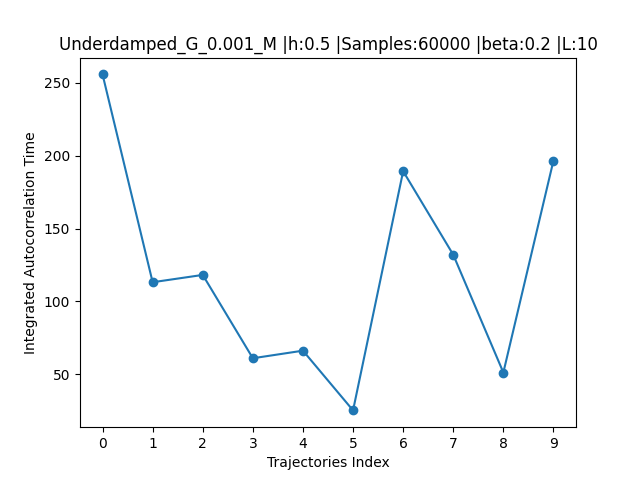 Underdamped_G_0.001_M |h:0.5 |Samples:60000 |beta:0.2 |L:10
Integrated Autocorrelation Time
250
200
150
100
50
0 1 2 3 4 5 6 7 8 9
Trajectories Index